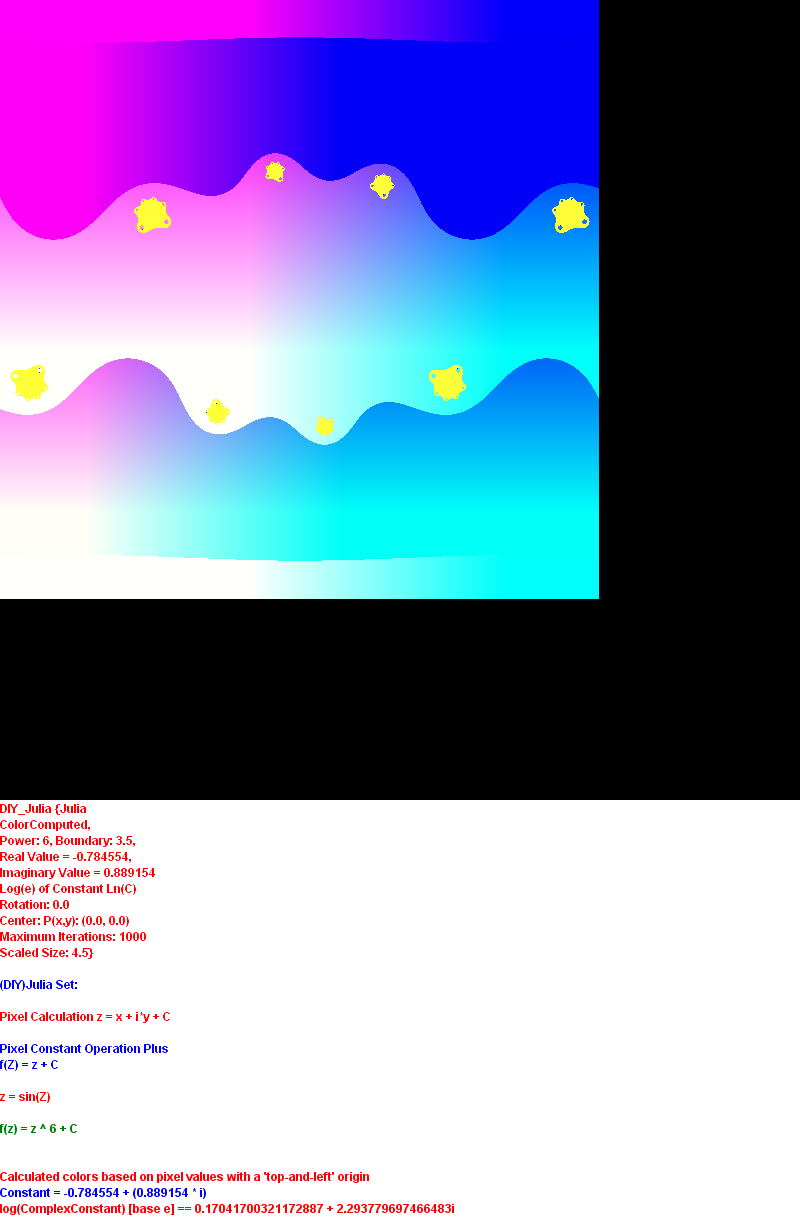 DIY_Julia {Julia
ColorComputed,
Power: 6, Boundary: 3.5,
Real Value = -0.784554,
Imaginary Value = 0.889154
Log(e) of Constant Ln(C)
Rotation: 0.0
Center: P(x,y): (0.0, 0.0)
Maximum Iterations: 1000
Scaled Size: 4.5}
(DIY)Julia Set:
Pixel Calculation z = x + i*y + C
Pixel Constant Operation Plus
f(Z) = z + C
z = sin(Z)
f(z) = z ^ 6 + C
Calculated colors based on pixel values with a 'top-and-left' origin
Constant = -0.784554 + (0.889154 * i)
log(ComplexConstant) [base e] == 0.17041700321172887 + 2.293779697466483i